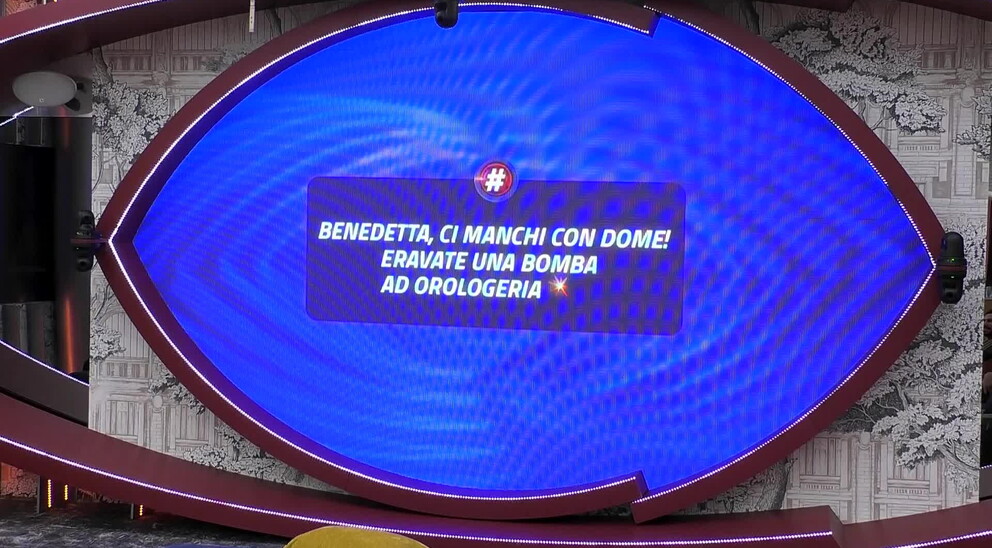 #
BENEDETTA, CI MANCHI CON DOME!
ERAVATE UNA BOMBA
AD OROLOGERIA 💥